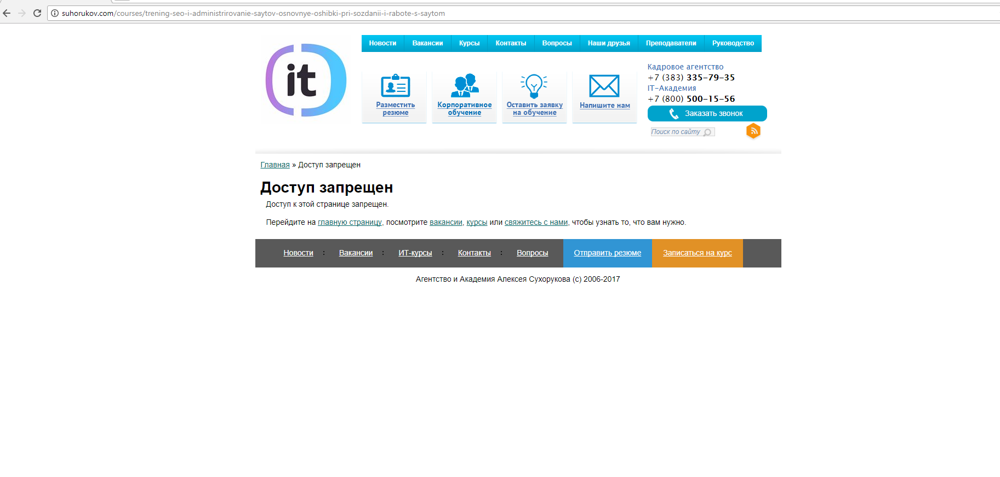 suhorukov.com/courses/trening-seo-i-administrirovanie-saytov-osnovnye-oshibki-pri-sozdanii-i-rabote-s-saytom
it
Новости Вакансии Курсы Контакты Вопросы Наши друзья Преподаватели Руководство
Разместить
резюме
Корпоративное
обучение
Оставить заявку
на обучение
Напишите нам
Кадровое агентство
+7 (383) 335-79-35
IT-Академия
+7 (800) 500-15-56
Заказать звонок
Поиск по сайту
Главная » Доступ запрещен
Доступ запрещен
Доступ к этой странице запрещен.
Перейдите на главную страницу, посмотрите вакансии, курсы или свяжитесь с нами, чтобы узнать то, что вам нужно.
Новости : Вакансии : ИТ-курсы : Контакты : Вопросы Отправить резюме Записаться на курс
Агентство и Академия Алексея Сухорукова (c) 2006-2017